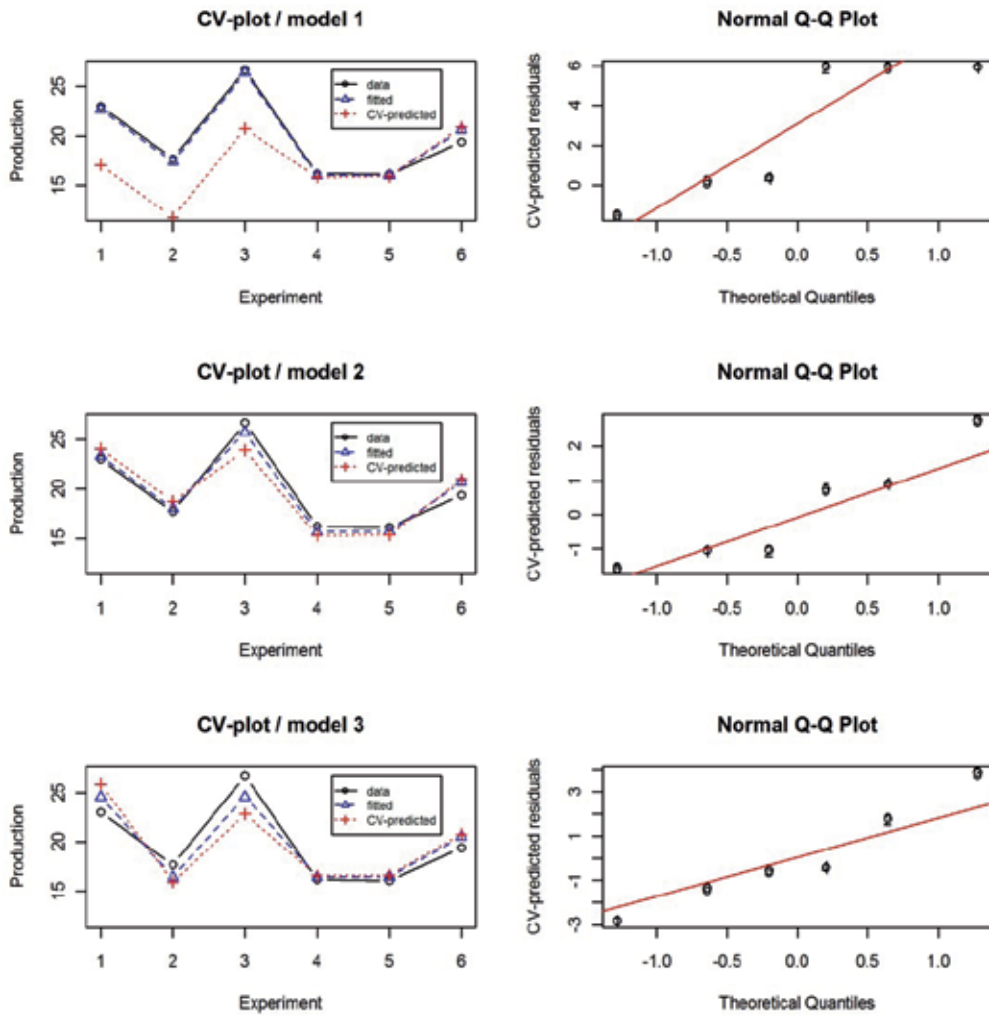 CV-plot / model 1
Production
25
20
15
data
fitted
CV-predicted
1 2 3 4 5 6
Experiment
Normal Q-Q Plot
CV-predicted residuals
6
4
2
0
-1.0 -0.5 0.0 0.5 1.0
Theoretical Quantiles
CV-plot / model 2
Production
25
20
15
data
fitted
CV-predicted
1 2 3 4 5 6
Experiment
Normal Q-Q Plot
CV-predicted residuals
2
1
0
-1
-1.0 -0.5 0.0 0.5 1.0
Theoretical Quantiles
CV-plot / model 3
Production
25
20
15
data
fitted
CV-predicted
1 2 3 4 5 6
Experiment
Normal Q-Q Plot
CV-predicted residuals
3
1
-1
-3
-1.0 -0.5 0.0 0.5 1.0
Theoretical Quantiles